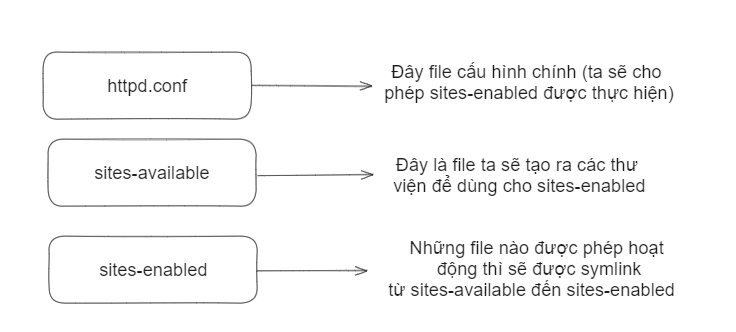 httpd.conf
Đây file cấu hình chính (ta sẽ cho
phép sites-enabled được thực hiện)
sites-available
Đây là file ta sẽ tạo ra các thư
viện để dùng cho sites-enabled
sites-enabled
Những file nào được phép hoạt
động thì sẽ được symlink
từ sites-available đến sites-enabled